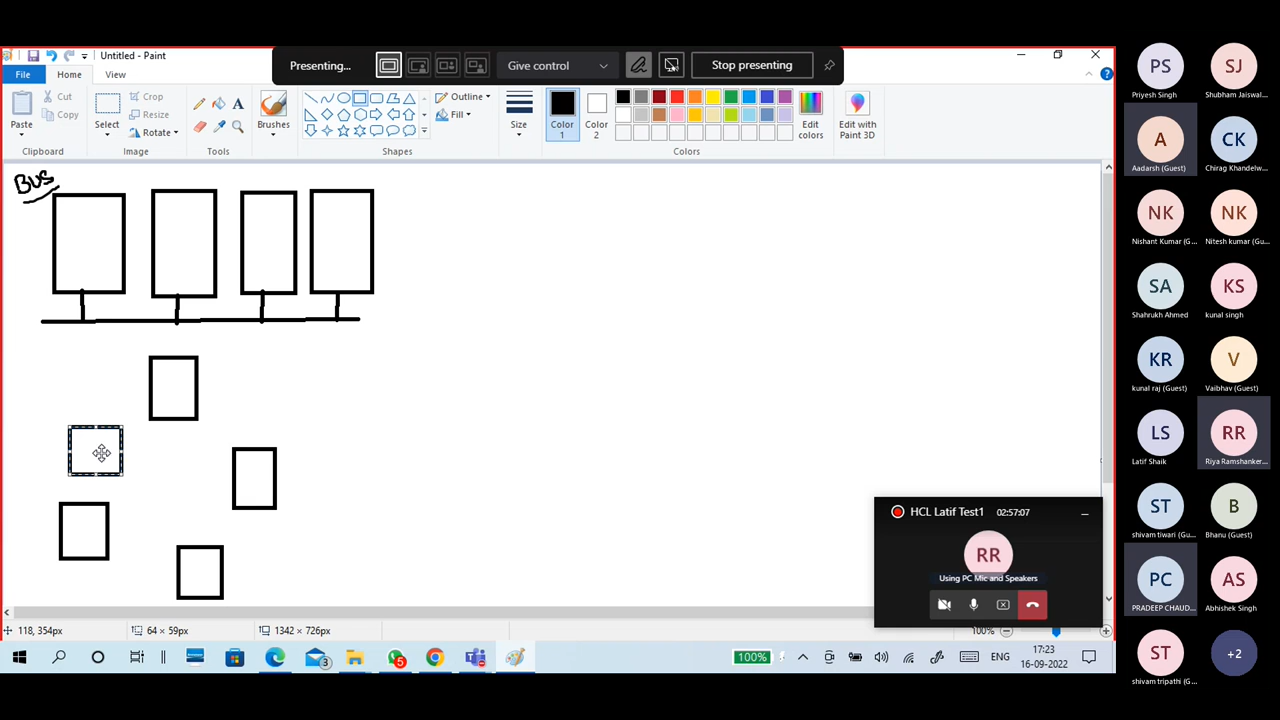 Untitled - Paint
Presenting...
Give control
Stop presenting
File
Home
View
Paste
Cut
Copy
Clipboard
Select
Crop
Resize
Rotate
Image
A
Tools
Brushes
Outline
Fill
Shapes
Size
Color 1
Color 2
Edit colors
Colors
Edit with Paint 3D
BUS
HCL Latif Test1
02:57:07
RR
Using PC Mic and Speakers
118, 354px
64 × 59px
1342 × 726px
100%
3
5
100%
ENG
17:23
16-09-2022
PS
Priyesh Singh
SJ
Shubham Jaiswal...
A
Aadarsh (Guest)
CK
Chirag Khandelw...
NK
Nishant Kumar (G...
NK
Nitesh kumar (Gu...
SA
Shahrukh Ahmed
KS
kunal singh
KR
kunal raj (Guest)
V
Vaibhav (Guest)
LS
Latif Shaik
RR
Riya Ramshanker...
ST
shivam tiwari (Gu...
B
Bhanu (Guest)
PC
PRADEEP CHAUD...
AS
Abhishek Singh
ST
shivam tripathi (G...
+2